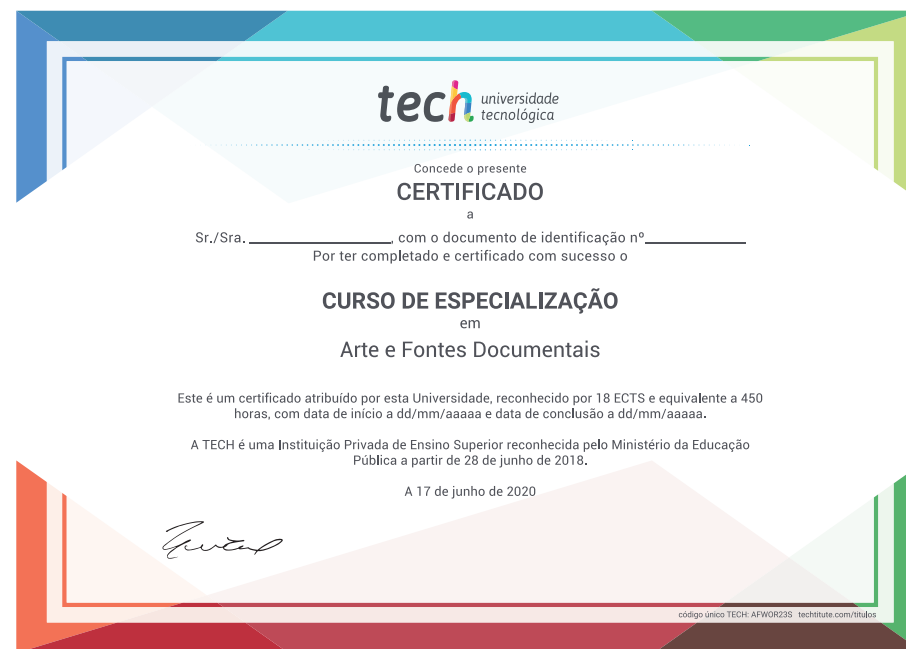 tech universidade
tecnológica
Concede o presente
CERTIFICADO
a
Sr./Sra. ____________, com o documento de identificação nº____________
Por ter completado e certificado com sucesso o
CURSO DE ESPECIALIZAÇÃO
em
Arte e Fontes Documentais
Este é um certificado atribuído por esta Universidade, reconhecido por 18 ECTS e equivalente a 450
horas, com data de início a dd/mm/aaaaa e data de conclusão a dd/mm/aaaaa.
A TECH é uma Instituição Privada de Ensino Superior reconhecida pelo Ministério da Educação
Pública a partir de 28 de junho de 2018.
A 17 de junho de 2020
código único TECH: AFWOR23S techtitute.com/titulos